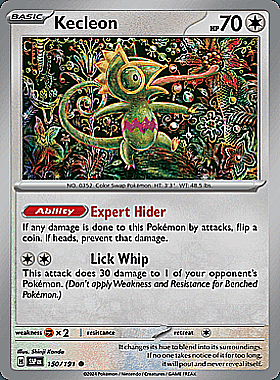 BASIC Kecleon HP 70
NO. 0352 Color Swap Pokémon HT: 3'3" WT: 48.5 lbs.
Ability Expert Hider
If any damage is done to this Pokémon by attacks, flip a
coin. If heads, prevent that damage.
Lick Whip
This attack does 30 damage to 1 of your opponent's
Pokémon. (Don't apply Weakness and Resistance for Benched
Pokémon.)
weakness ×2 resistance retreat
Illus. Shinji Kanda
H SSP EN 150/191
It changes its hue to blend into its surroundings.
If no one takes notice of it for too long,
it will pout and never reveal itself.
©2024 Pokémon / Nintendo / Creatures / GAME FREAK